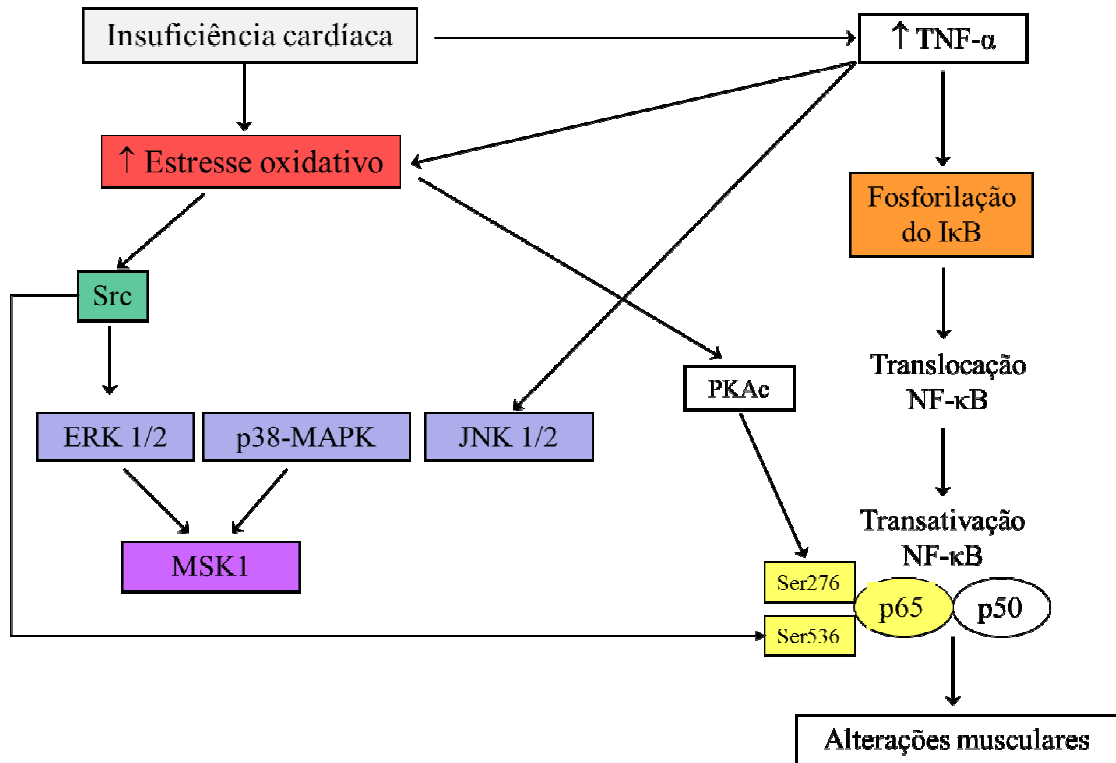 Insuficiência cardíaca
↑ TNF-α
↑ Estresse oxidativo
Fosforilação
do IκB
Src
Translocação
NF-κB
PKAc
ERK 1/2
p38-MAPK
JNK 1/2
Transativação
NF-κB
MSK1
Ser276
p65
p50
Ser536
Alterações musculares